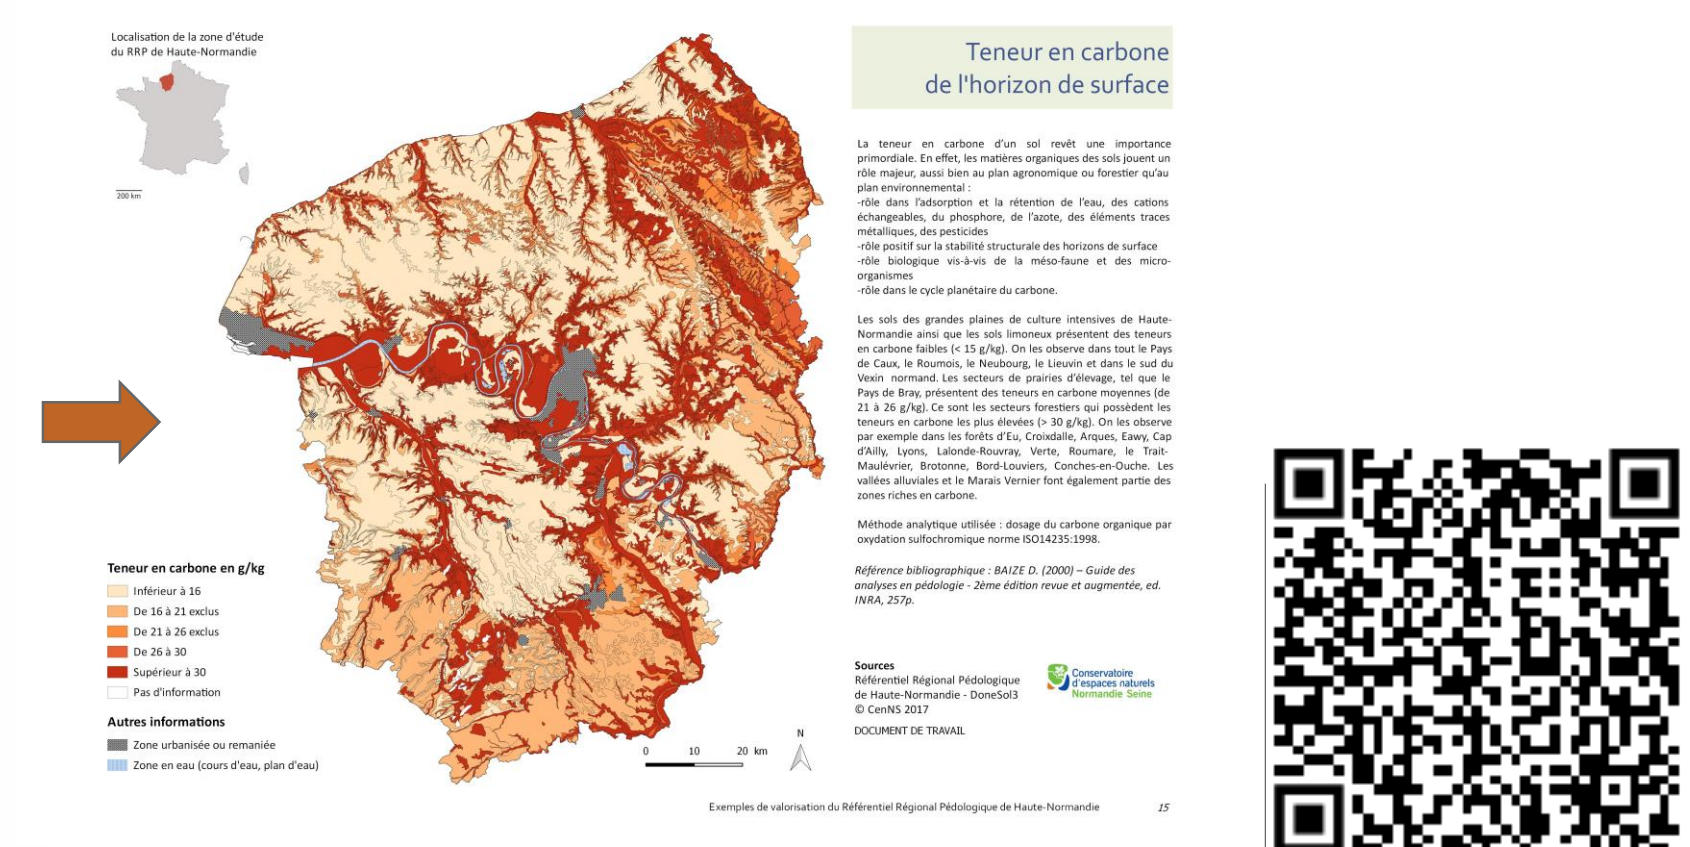 Localisation de la zone d'étude
du RRP de Haute-Normandie
200 km
Teneur en carbone
de l'horizon de surface
La teneur en carbone d'un sol revêt une importance
primordiale. En effet, les matières organiques des sols jouent un
rôle majeur, aussi bien au plan agronomique ou forestier qu'au
plan environnemental :
-rôle dans l'adsorption et la rétention de l'eau, des cations
échangeables, du phosphore, de l'azote, des éléments traces
métalliques, des pesticides
-rôle positif sur la stabilité structurale des horizons de surface
-rôle biologique vis-à-vis de la méso-faune et des micro-
organismes
-rôle dans le cycle planétaire du carbone.
Les sols des grandes plaines de culture intensives de Haute-
Normandie ainsi que les sols limoneux présentent des teneurs
en carbone faibles (< 15 g/kg). On les observe dans tout le Pays
de Caux, le Roumois, le Neubourg, le Lieuvin et dans le sud du
Vexin normand. Les secteurs de prairies d'élevage, tel que le
Pays de Bray, présentent des teneurs en carbone moyennes (de
21 à 26 g/kg). Ce sont les secteurs forestiers qui possèdent les
teneurs en carbone les plus élevées (> 30 g/kg). On les observe
par exemple dans les forêts d'Eu, Croixdalle, Arques, Eawy, Cap
d'Ailly, Lyons, Lalonde-Rouvray, Verte, Roumare, le Trait-
Maulévrier, Brotonne, Bord-Louviers, Conches-en-Ouche. Les
vallées alluviales et le Marais Vernier font également partie des
zones riches en carbone.
Méthode analytique utilisée : dosage du carbone organique par
oxydation sulfochromique norme ISO14235:1998.
Référence bibliographique : BAIZE D. (2000) – Guide des
analyses en pédologie - 2ème édition revue et augmentée, ed.
INRA, 257p.
Teneur en carbone en g/kg
Inférieur à 16
De 16 à 21 exclus
De 21 à 26 exclus
De 26 à 30
Supérieur à 30
Pas d'information
Autres informations
Zone urbanisée ou remaniée
Zone en eau (cours d'eau, plan d'eau)
0 10 20 km
N
Sources
Référentiel Régional Pédologique
de Haute-Normandie - DoneSol3
© CenNS 2017
DOCUMENT DE TRAVAIL
Conservatoire
d'espaces naturels
Normandie Seine
Exemples de valorisation du Référentiel Régional Pédologique de Haute-Normandie 15